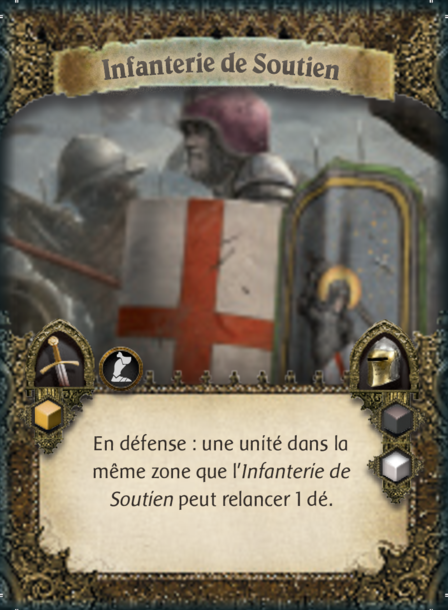 Infanterie de Soutien
En défense : une unité dans la
même zone que l'Infanterie de
Soutien peut relancer 1 dé.